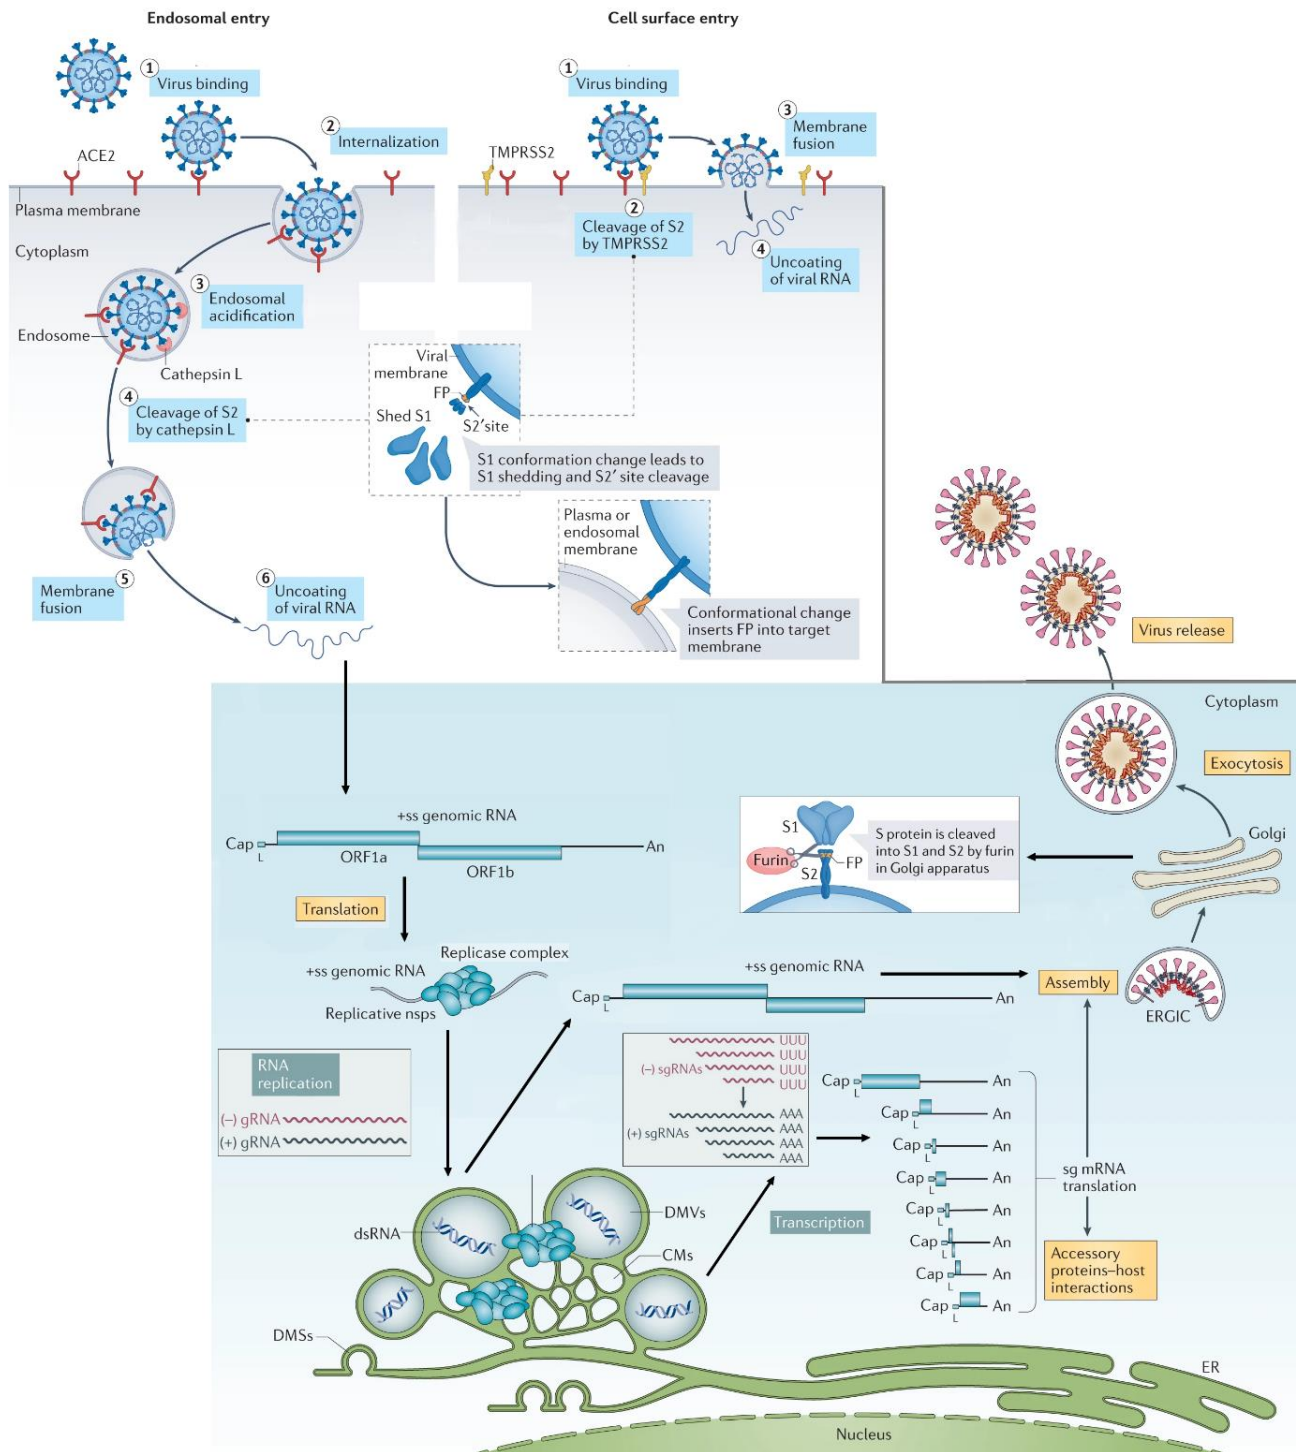 Endosomal entry
Cell surface entry
1
Virus binding
2
Internalization
ACE2
Plasma membrane
Cytoplasm
3
Endosomal
acidification
Endosome
Cathepsin L
4
Cleavage of S2
by cathepsin L
Membrane
fusion
5
6
Uncoating
of viral RNA
1
Virus binding
3
Membrane
fusion
TMPRSS2
2
Cleavage of S2
by TMPRSS2
4
Uncoating
of viral RNA
Viral
membrane
FP
Shed S1
S2′ site
S1 conformation change leads to
S1 shedding and S2′ site cleavage
Plasma or
endosomal
membrane
Conformational change
inserts FP into target
membrane
Virus release
Cytoplasm
Exocytosis
Golgi
+ss genomic RNA
Cap
L
An
ORF1a
ORF1b
S1
S protein is cleaved
into S1 and S2 by furin
in Golgi apparatus
Furin
FP
S2
Translation
Replicase complex
+ss genomic RNA
Replicative nsps
+ss genomic RNA
Cap
L
An
Assembly
ERGIC
RNA
replication
(–) gRNA
(+) gRNA
UUU
UUU
(–) sgRNAs
UUU
UUU
AAA
(+) sgRNAs
AAA
AAA
AAA
Cap
L
An
Cap
L
An
Cap
L
An
Cap
L
An
Cap
L
An
Cap
L
An
Cap
L
An
Cap
L
An
sg mRNA
translation
Transcription
Accessory
proteins–host
interactions
dsRNA
DMVs
CMs
DMSs
ER
Nucleus